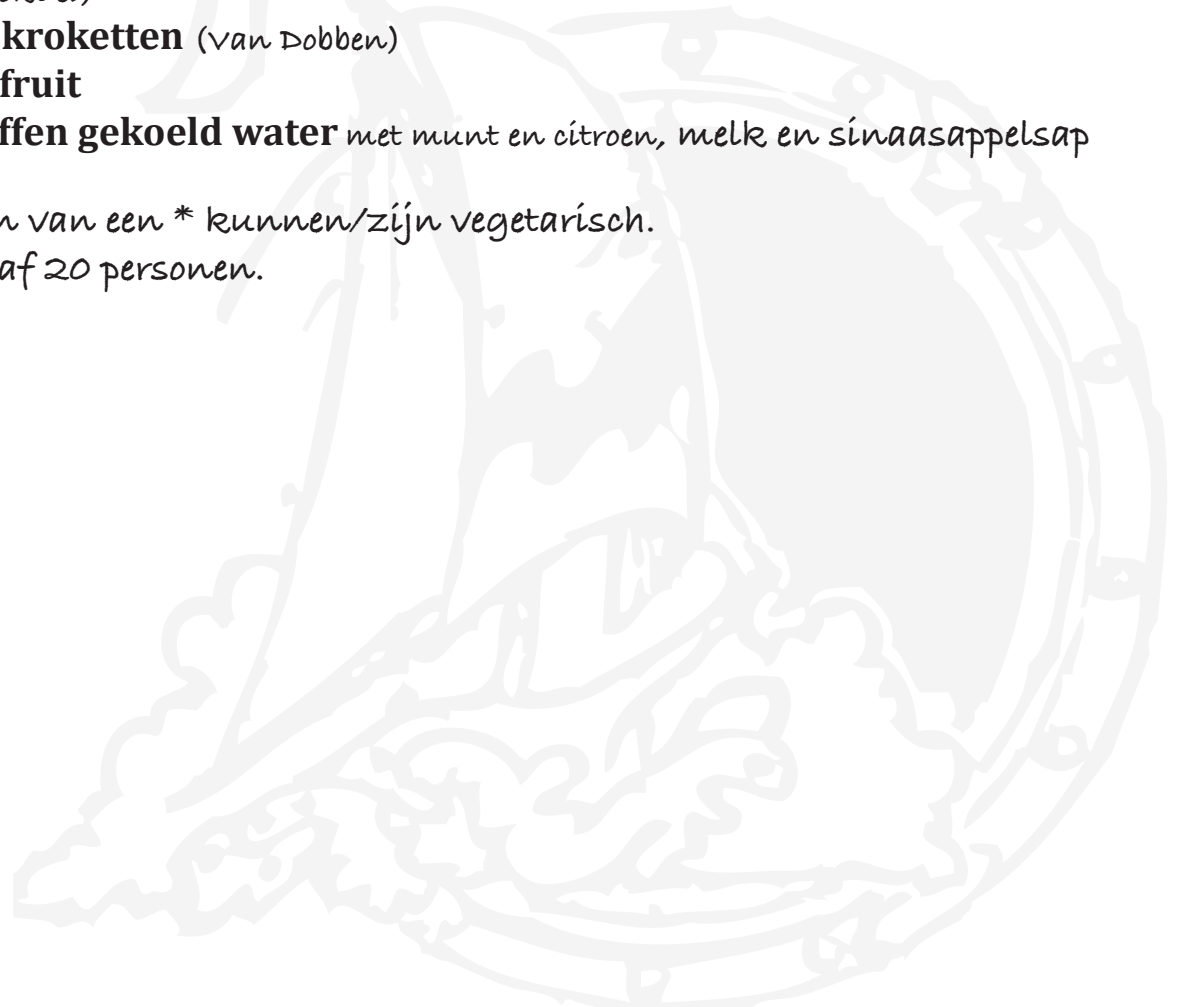 kroketten (Van Dobben)
fruit
ffen gekoeld water met munt en citroen, melk en sinaasappelsap
n van een * kunnen/zijn vegetarisch.
af 20 personen.